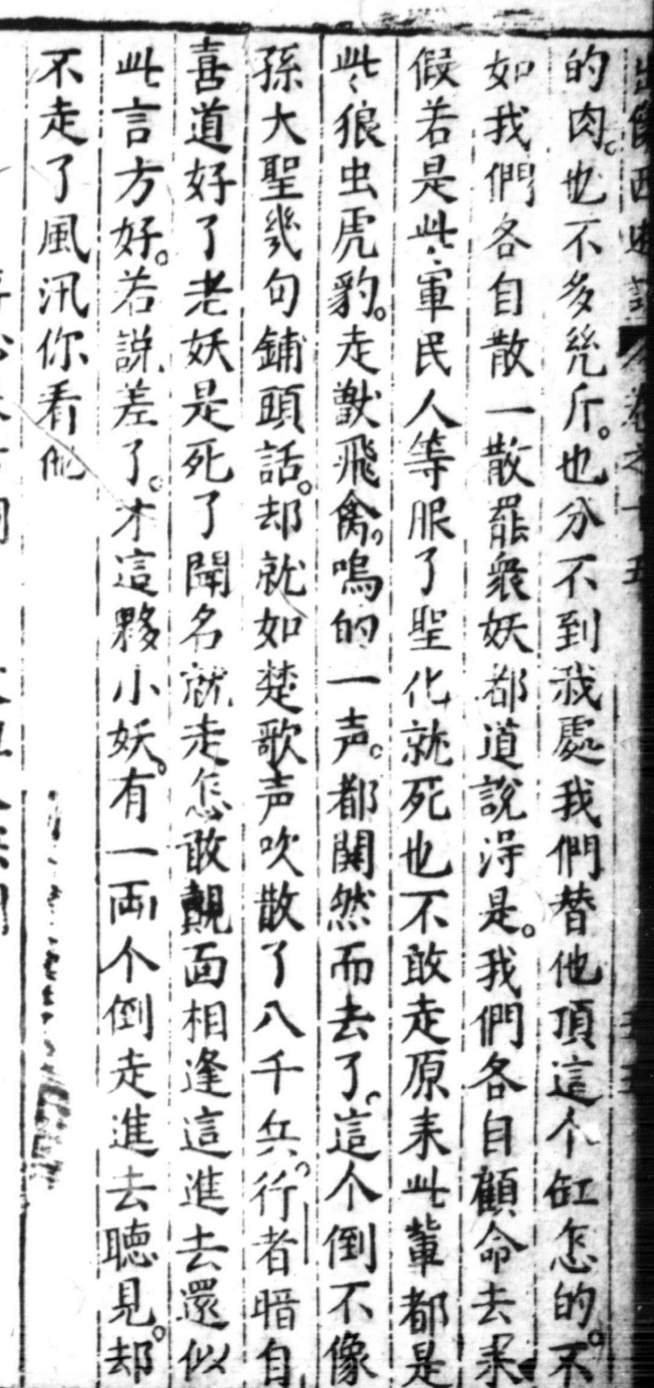 的肉。也不多幾斤。也分不到我處我們替他頂這个缸怎的。不
如我們各自散一散罷衆妖都道說淂是。我們各自顧命去来
假若是些軍民人等服了聖化就死也不敢走原来此輩都是
些狼虫虎豹。走獸飛禽。嗚的一声。都閧然而去了。這个倒不像
孫大聖幾句鋪頭話。却就如楚歌声吹散了八千兵。行者暗自
喜道好了老妖是死了聞名就走怎敢覿面相逢這進去還似
此言方好。若説差了。才這夥小妖。有一両个倒走進去聽見。却
不走了風汛你看他